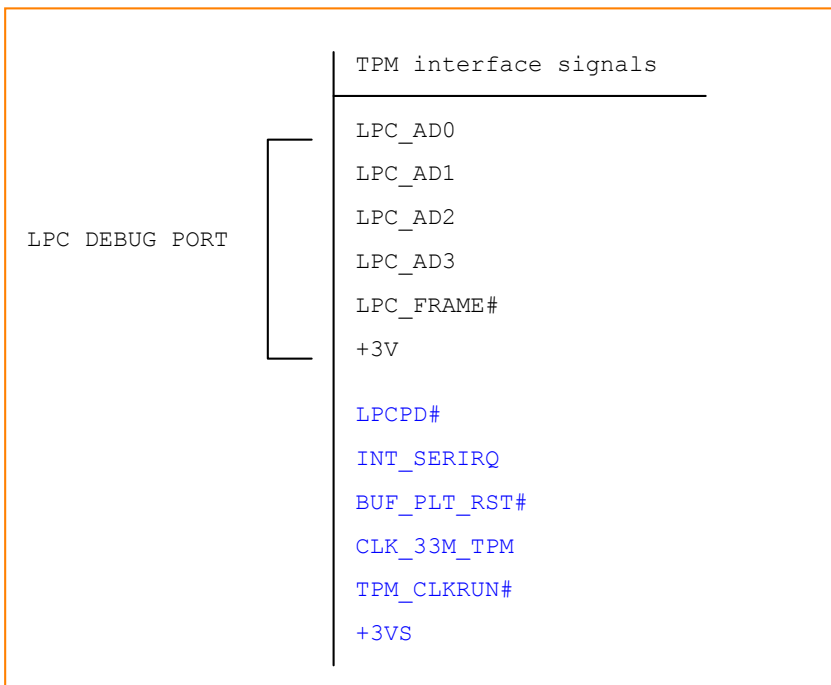 TPM interface signals
LPC_AD0
LPC_AD1
LPC_AD2
LPC DEBUG PORT
LPC_AD3
LPC_FRAME#
+3V
LPCPD#
INT_SERIRQ
BUF_PLT_RST#
CLK_33M_TPM
TPM_CLKRUN#
+3VS